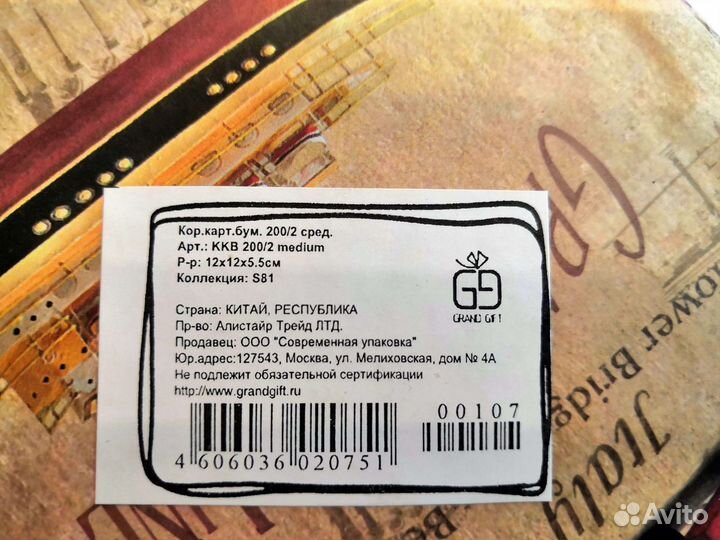 Кор.карт.бум. 200/2 сред.
Арт.: ККВ 200/2 medium
Р-р: 12x12x5.5см
Коллекция: S81
GRAND GIFT
Страна: КИТАЙ, РЕСПУБЛИКА
Пр-во: Алистайр Трейд ЛТД.
Продавец: ООО "Современная упаковка"
Юр.адрес:127543, Москва, ул. Мелиховская, дом № 4А
Не подлежит обязательной сертификации
http://www.grandgift.ru
00107
4 606036 020751
Italy
Avito